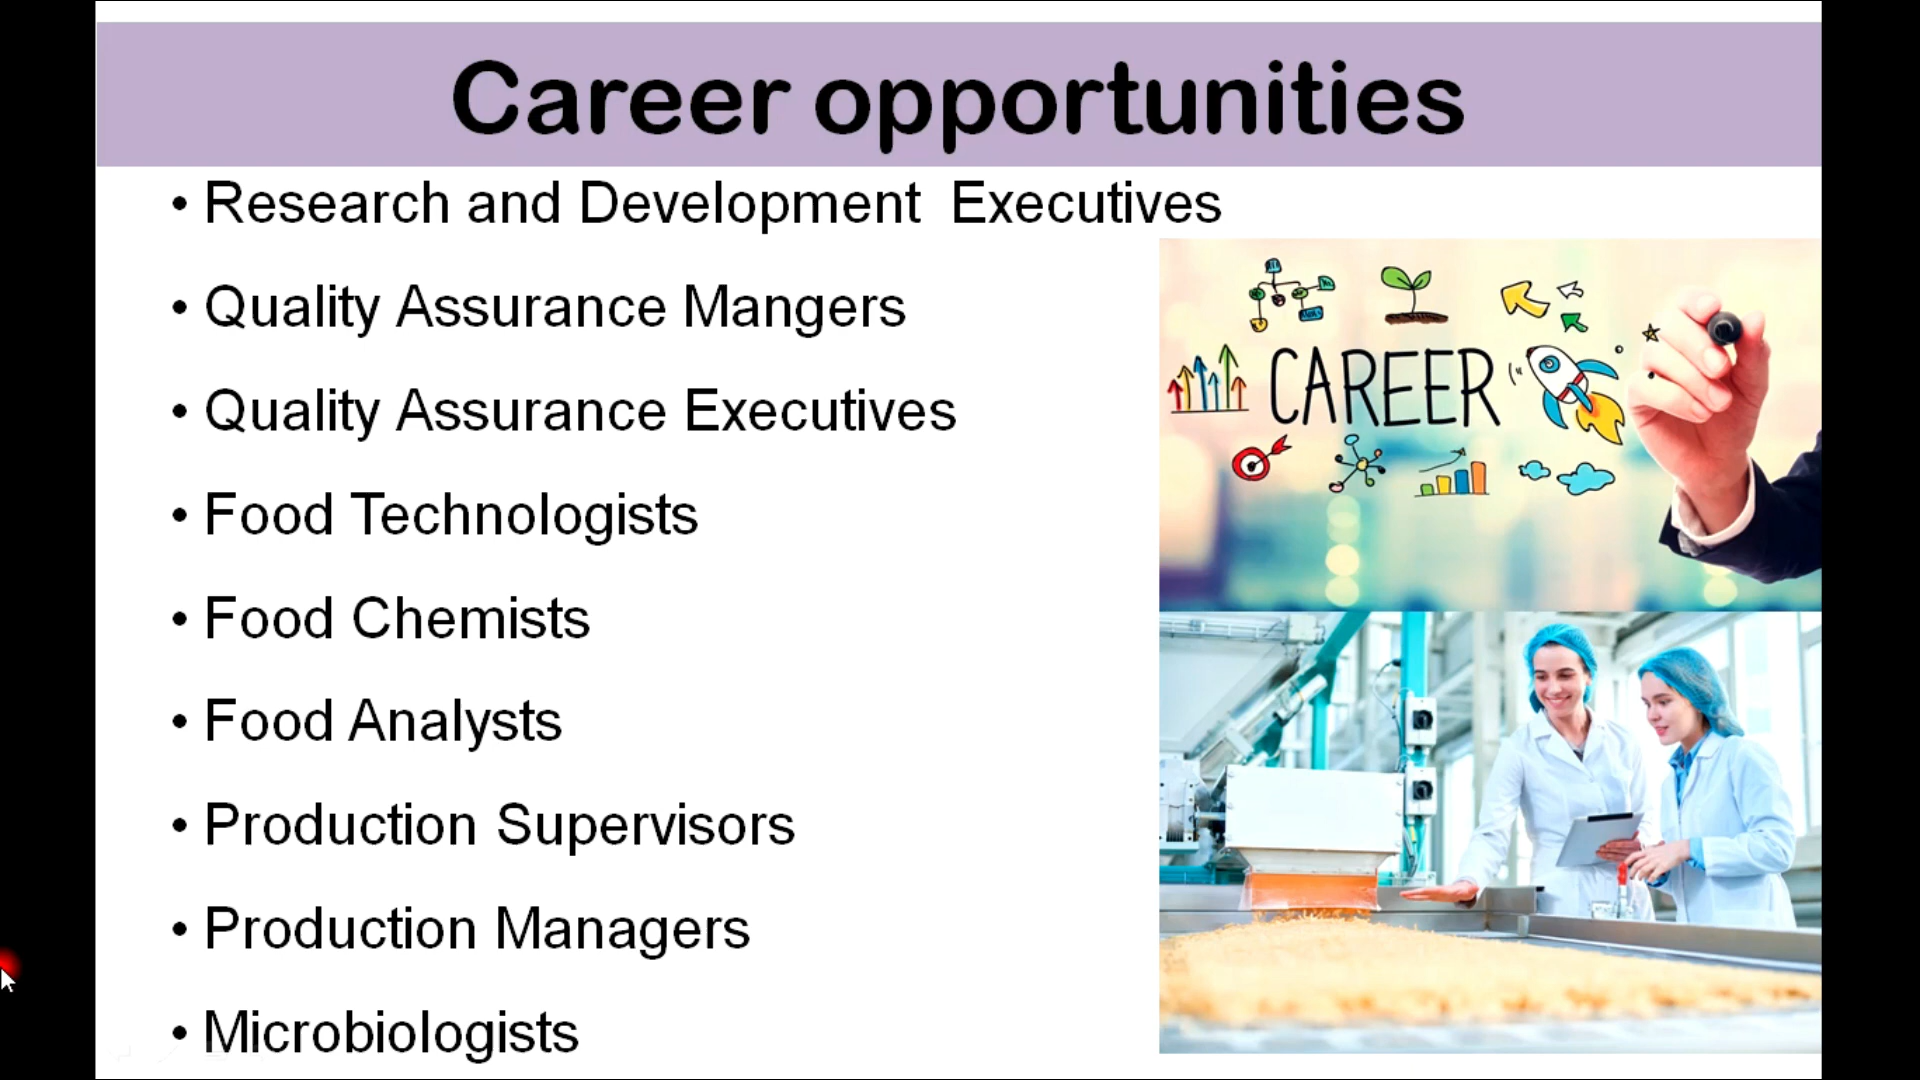 Career opportunities
• Research and Development  Executives
• Quality Assurance Mangers
• Quality Assurance Executives
• Food Technologists
• Food Chemists
• Food Analysts
• Production Supervisors
• Production Managers
• Microbiologists
CAREER